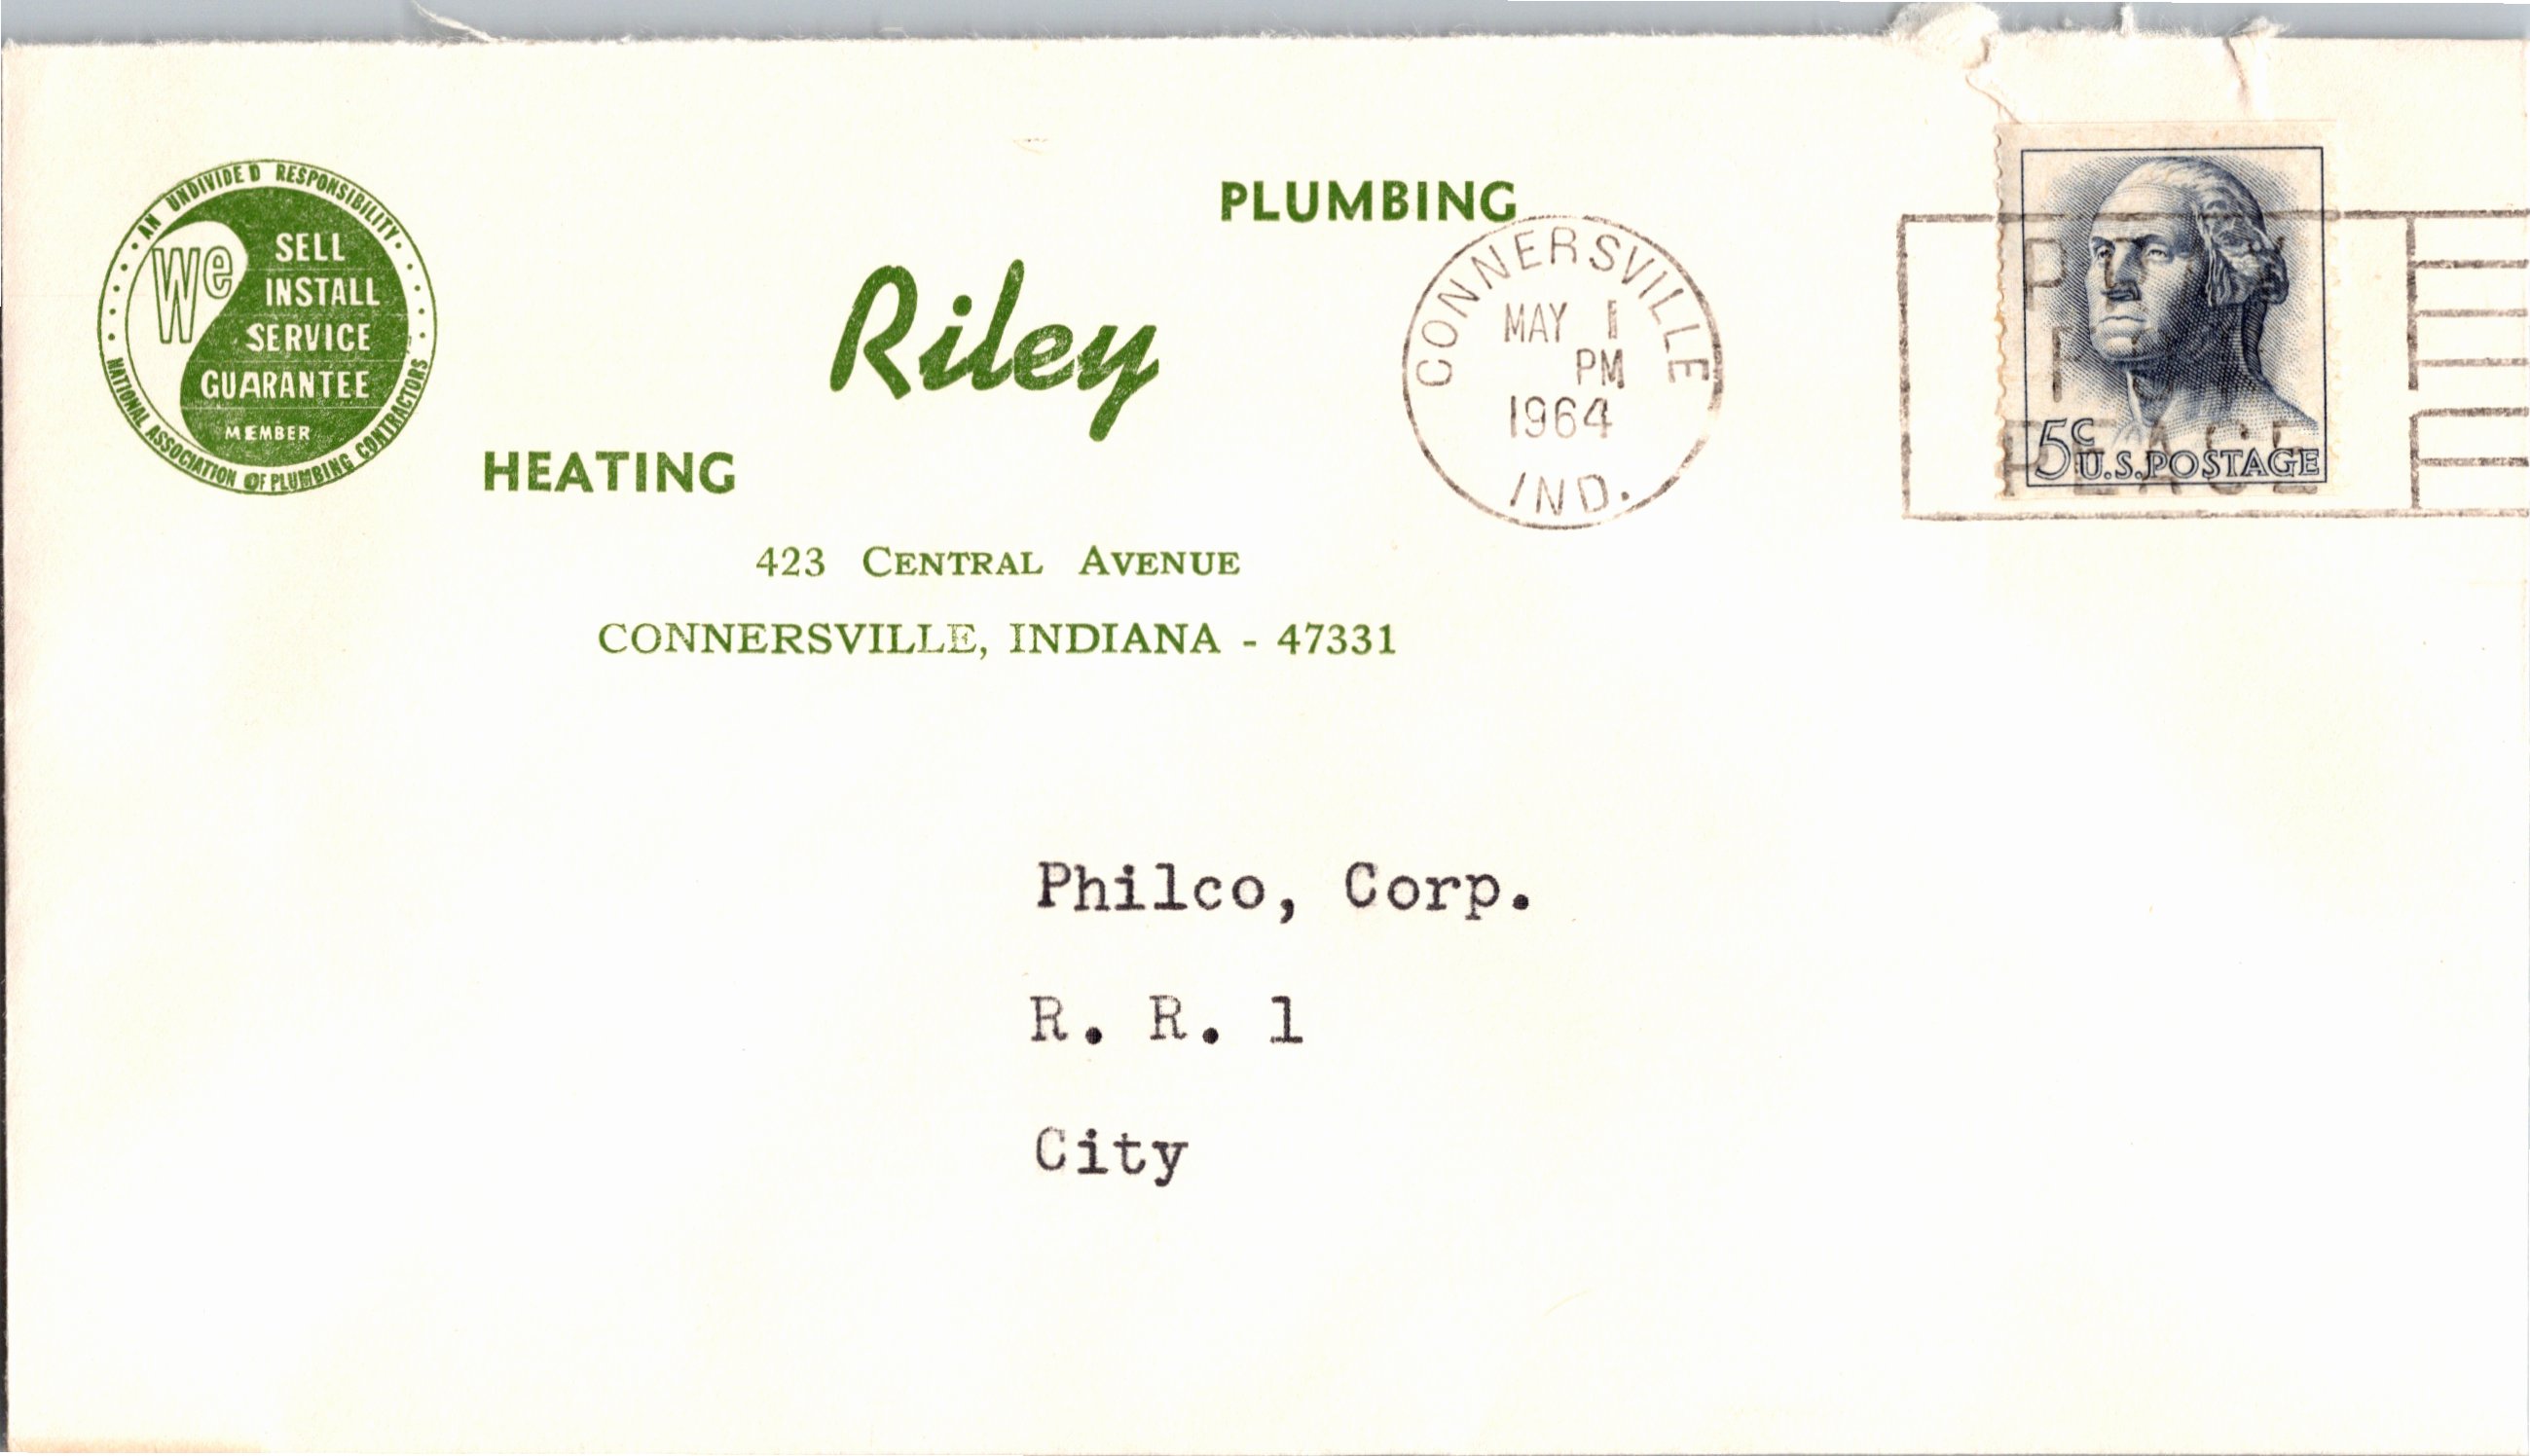 AN UNDIVIDED RESPONSIBILITY
We
SELL
INSTALL
SERVICE
GUARANTEE
MEMBER
NATIONAL ASSOCIATION OF PLUMBING CONTRACTORS
PLUMBING
Riley
HEATING
423 CENTRAL AVENUE
CONNERSVILLE, INDIANA - 47331
CONNERSVILLE
MAY 1
PM
1964
IND.
PEACE
5c
U.S.POSTAGE
Philco, Corp.
R. R. 1
City